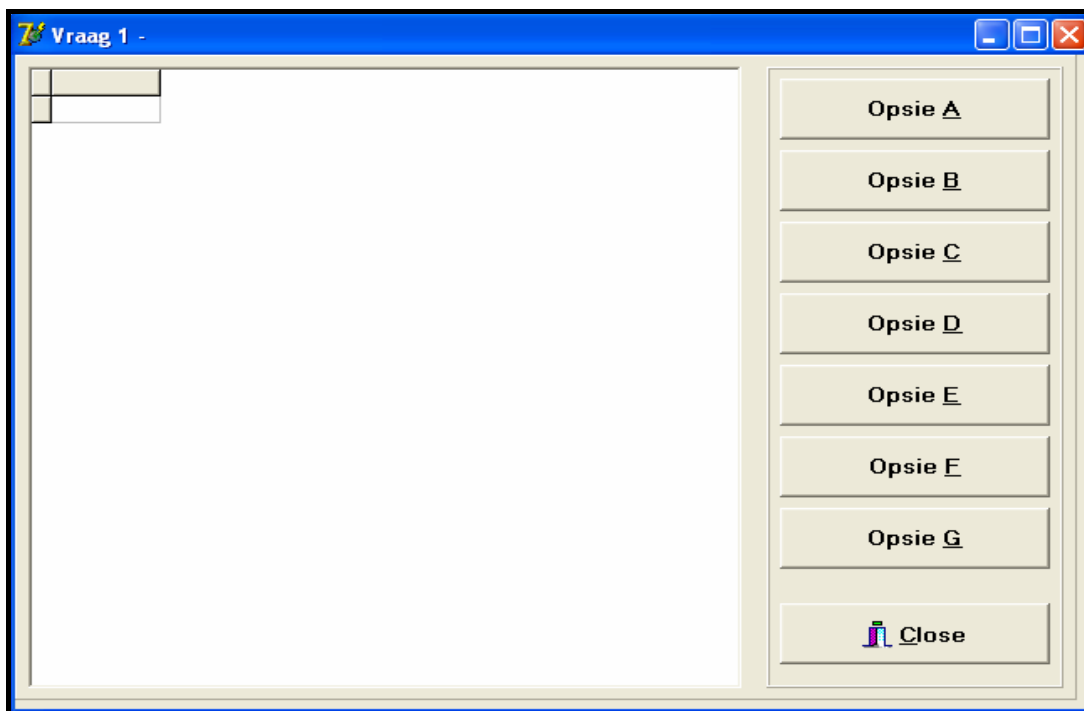 Vraag 1 -
Opsie A
Opsie B
Opsie C
Opsie D
Opsie E
Opsie F
Opsie G
Close